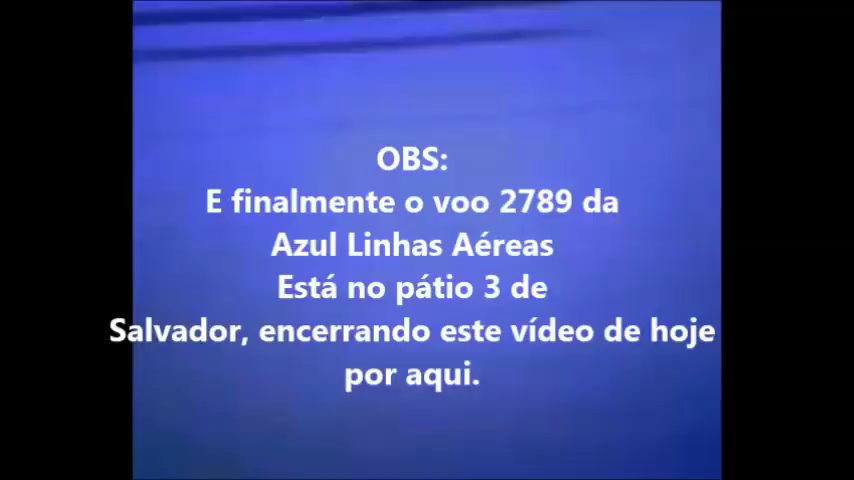 OBS:
E finalmente o voo 2789 da
Azul Linhas Aéreas
Está no pátio 3 de
Salvador, encerrando este vídeo de hoje
por aqui.